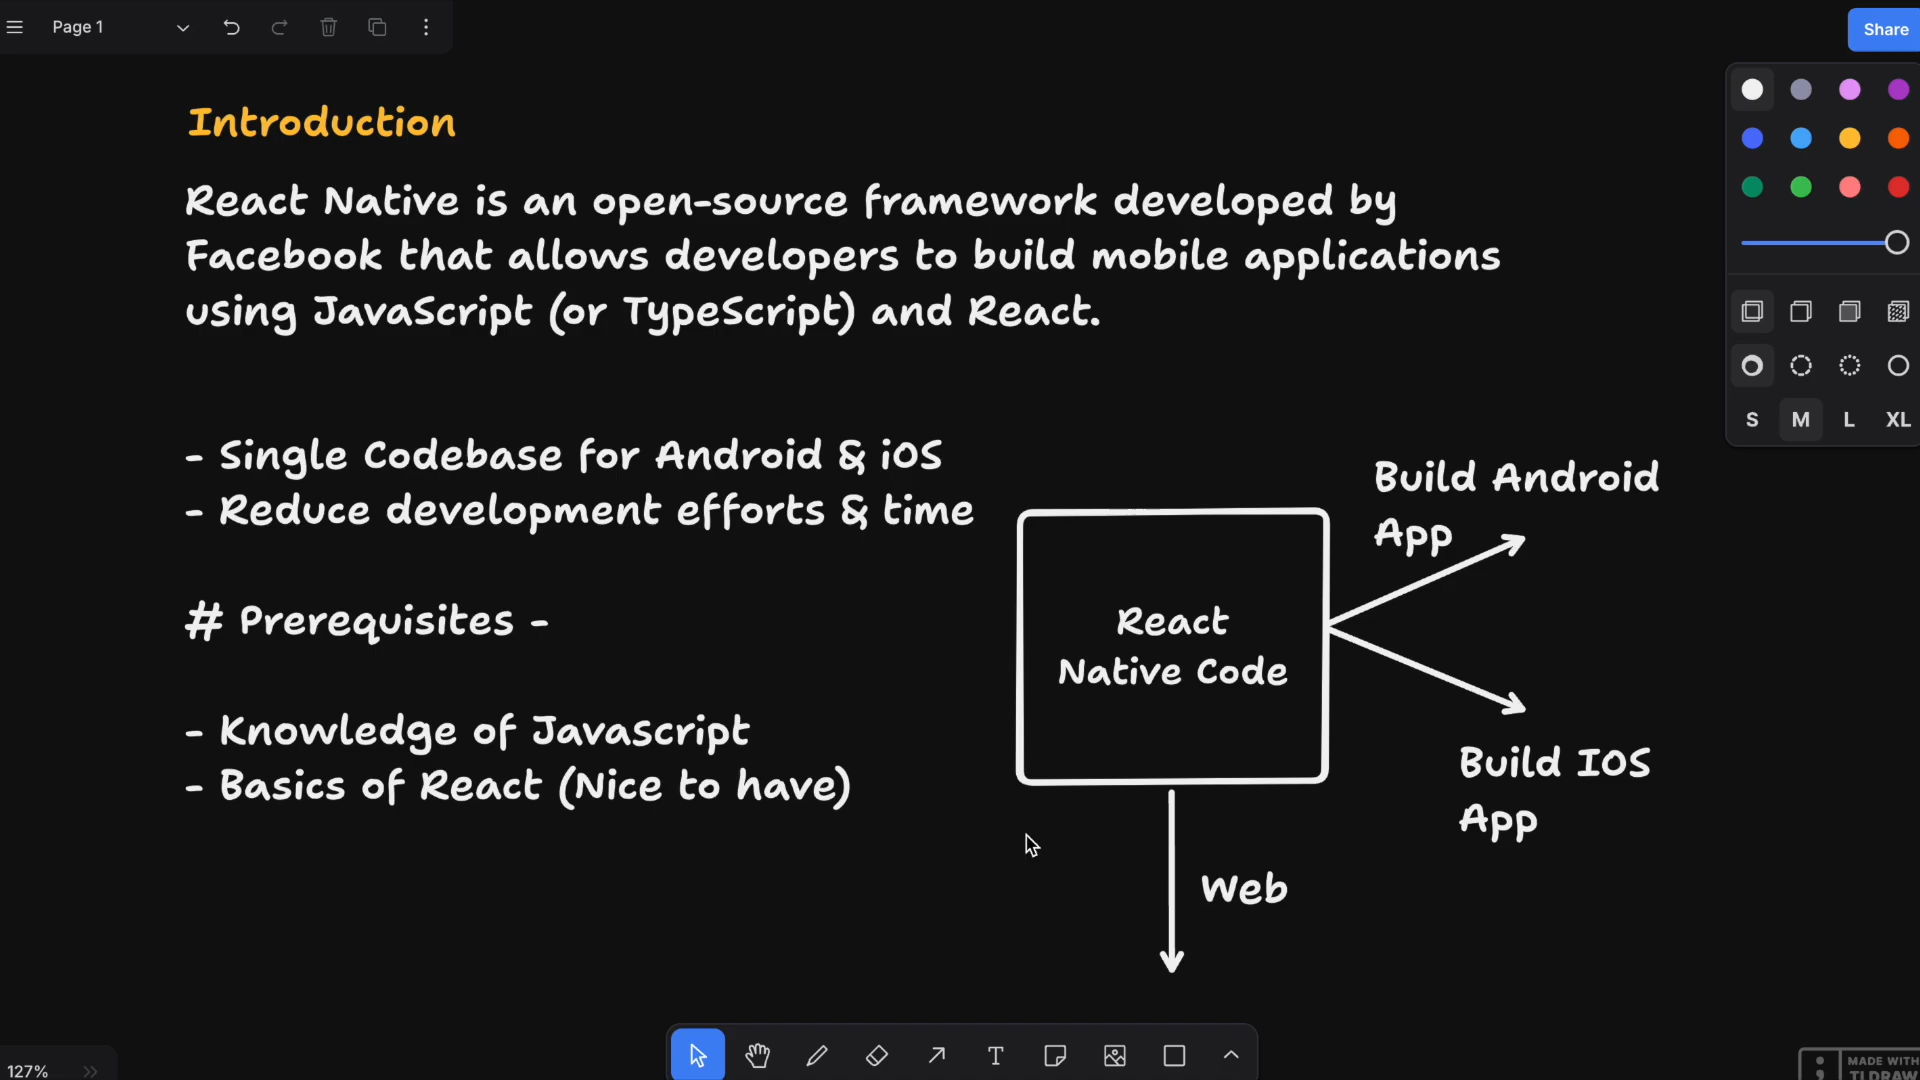 Page 1
Share
Introduction
React Native is an open-source framework developed by
Facebook that allows developers to build mobile applications
using JavaScript (or TypeScript) and React.
- Single Codebase for Android & iOS
- Reduce development efforts & time
# Prerequisites -
- Knowledge of Javascript
- Basics of React (Nice to have)
React
Native Code
Build Android
App
Build IOS
App
Web
S M L XL
127%
MADE WITH
TLDRAW